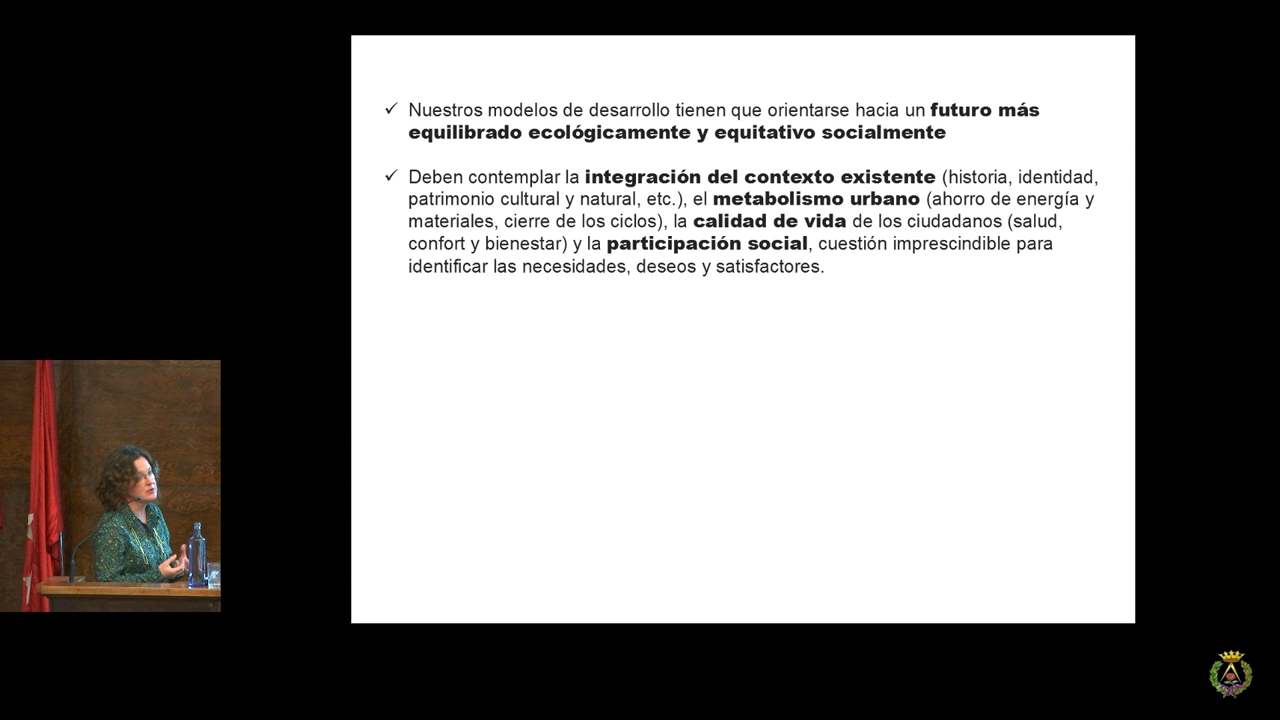 ✓ Nuestros modelos de desarrollo tienen que orientarse hacia un futuro más
equilibrado ecológicamente y equitativo socialmente
✓ Deben contemplar la integración del contexto existente (historia, identidad,
patrimonio cultural y natural, etc.), el metabolismo urbano (ahorro de energía y
materiales, cierre de los ciclos), la calidad de vida de los ciudadanos (salud,
confort y bienestar) y la participación social, cuestión imprescindible para
identificar las necesidades, deseos y satisfactores.